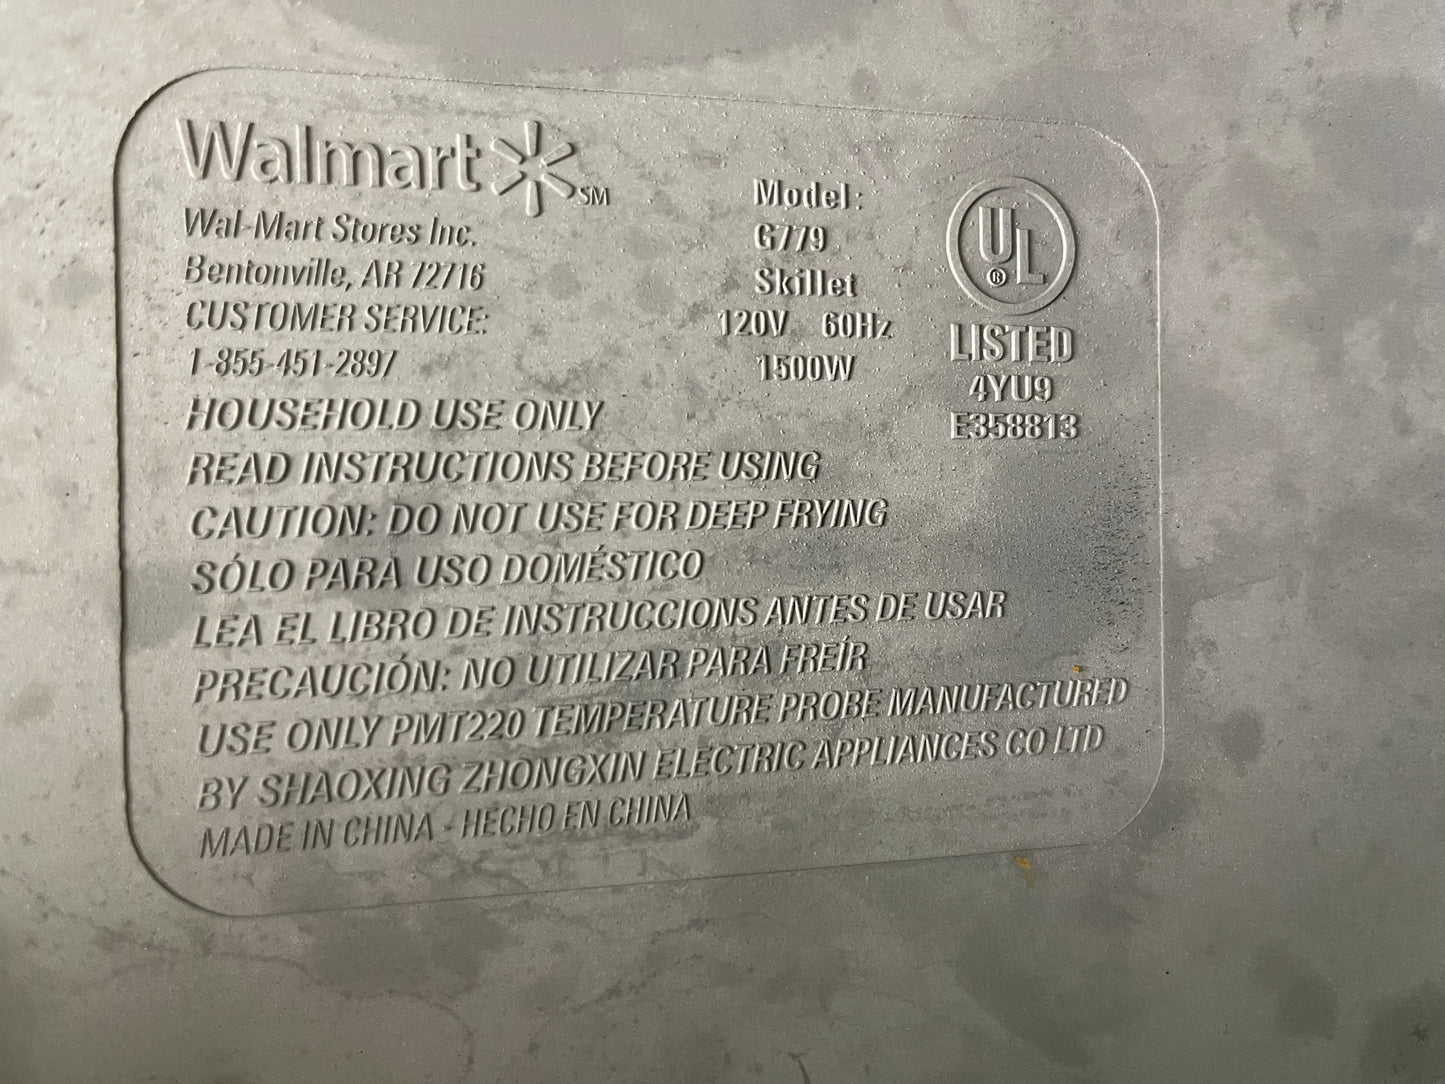 Walmart SM
Wal-Mart Stores Inc.
Bentonville, AR 72716
CUSTOMER SERVICE:
1-855-451-2897
Model:
G779
Skillet
120V 60Hz
1500W
UL ®
LISTED
4YU9
E358813
HOUSEHOLD USE ONLY
READ INSTRUCTIONS BEFORE USING
CAUTION: DO NOT USE FOR DEEP FRYING
SÓLO PARA USO DOMÉSTICO
LEA EL LIBRO DE INSTRUCCIONS ANTES DE USAR
PRECAUCIÓN: NO UTILIZAR PARA FREÍR
USE ONLY PMT220 TEMPERATURE PROBE MANUFACTURED
BY SHAOXING ZHONGXIN ELECTRIC APPLIANCES CO LTD
MADE IN CHINA - HECHO EN CHINA